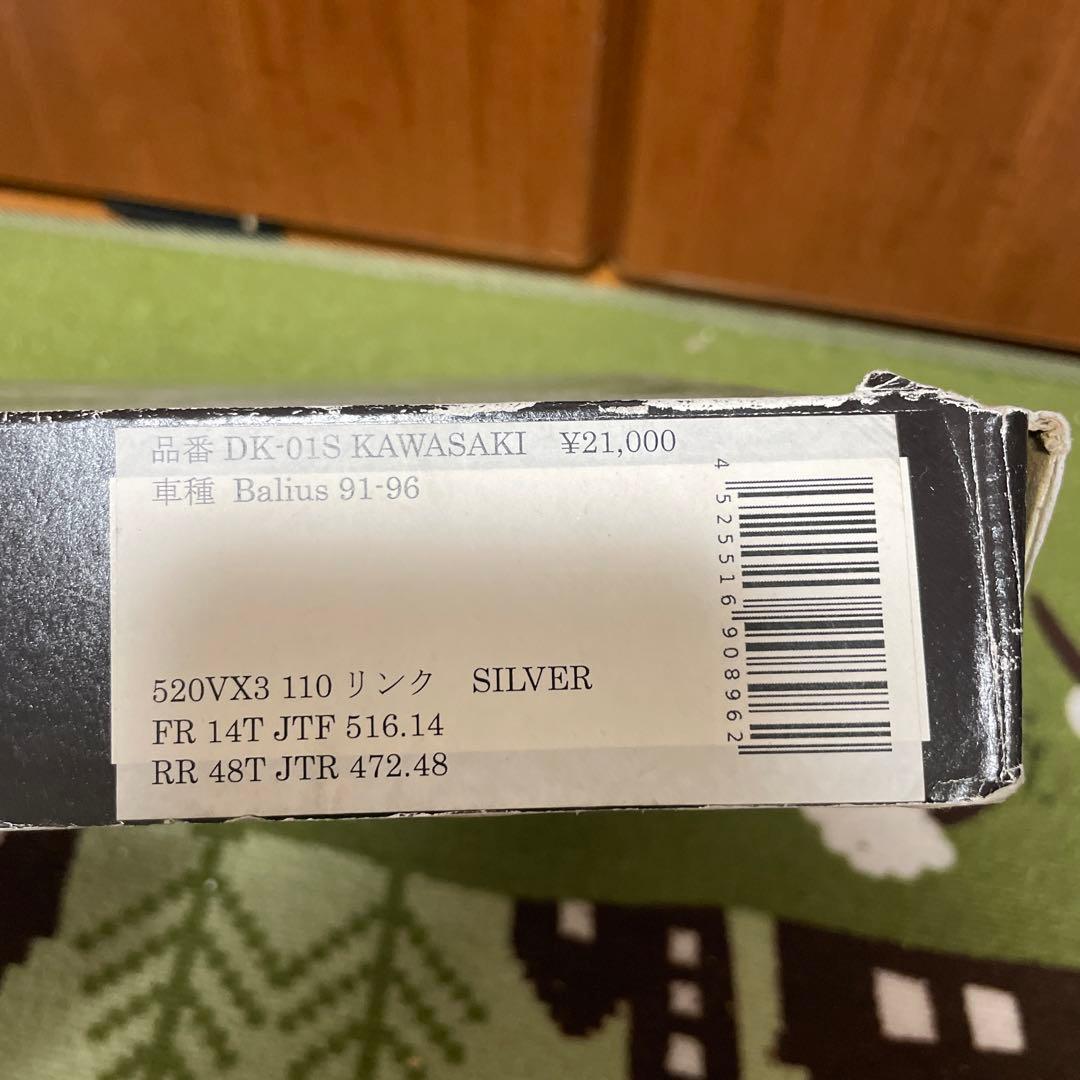 品番 DK-01S KAWASAKI ¥21,000
車種 Balius 91-96
520VX3 110 リンク SILVER
FR 14T JTF 516.14
RR 48T JTR 472.48
4525516908962